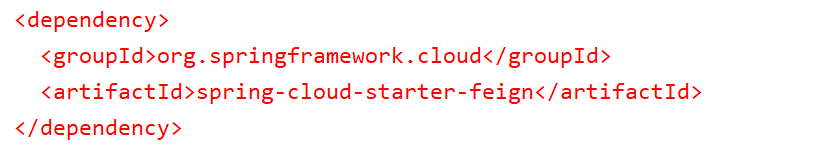 <dependency>
  <groupId>org.springframework.cloud</groupId>
  <artifactId>spring-cloud-starter-feign</artifactId>
</dependency>